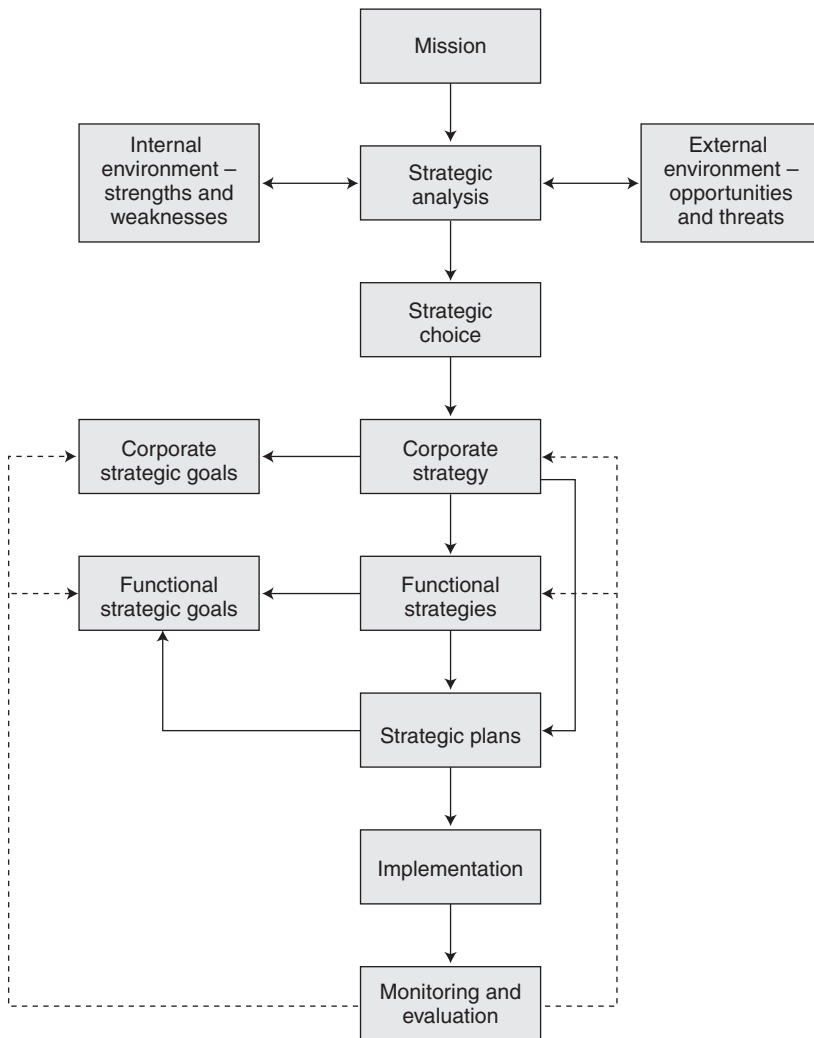 Mission
Internal
environment –
strengths and
weaknesses
Strategic
analysis
External
environment –
opportunities
and threats
Strategic
choice
Corporate
strategic goals
Corporate
strategy
Functional
strategic goals
Functional
strategies
Strategic plans
Implementation
Monitoring and
evaluation